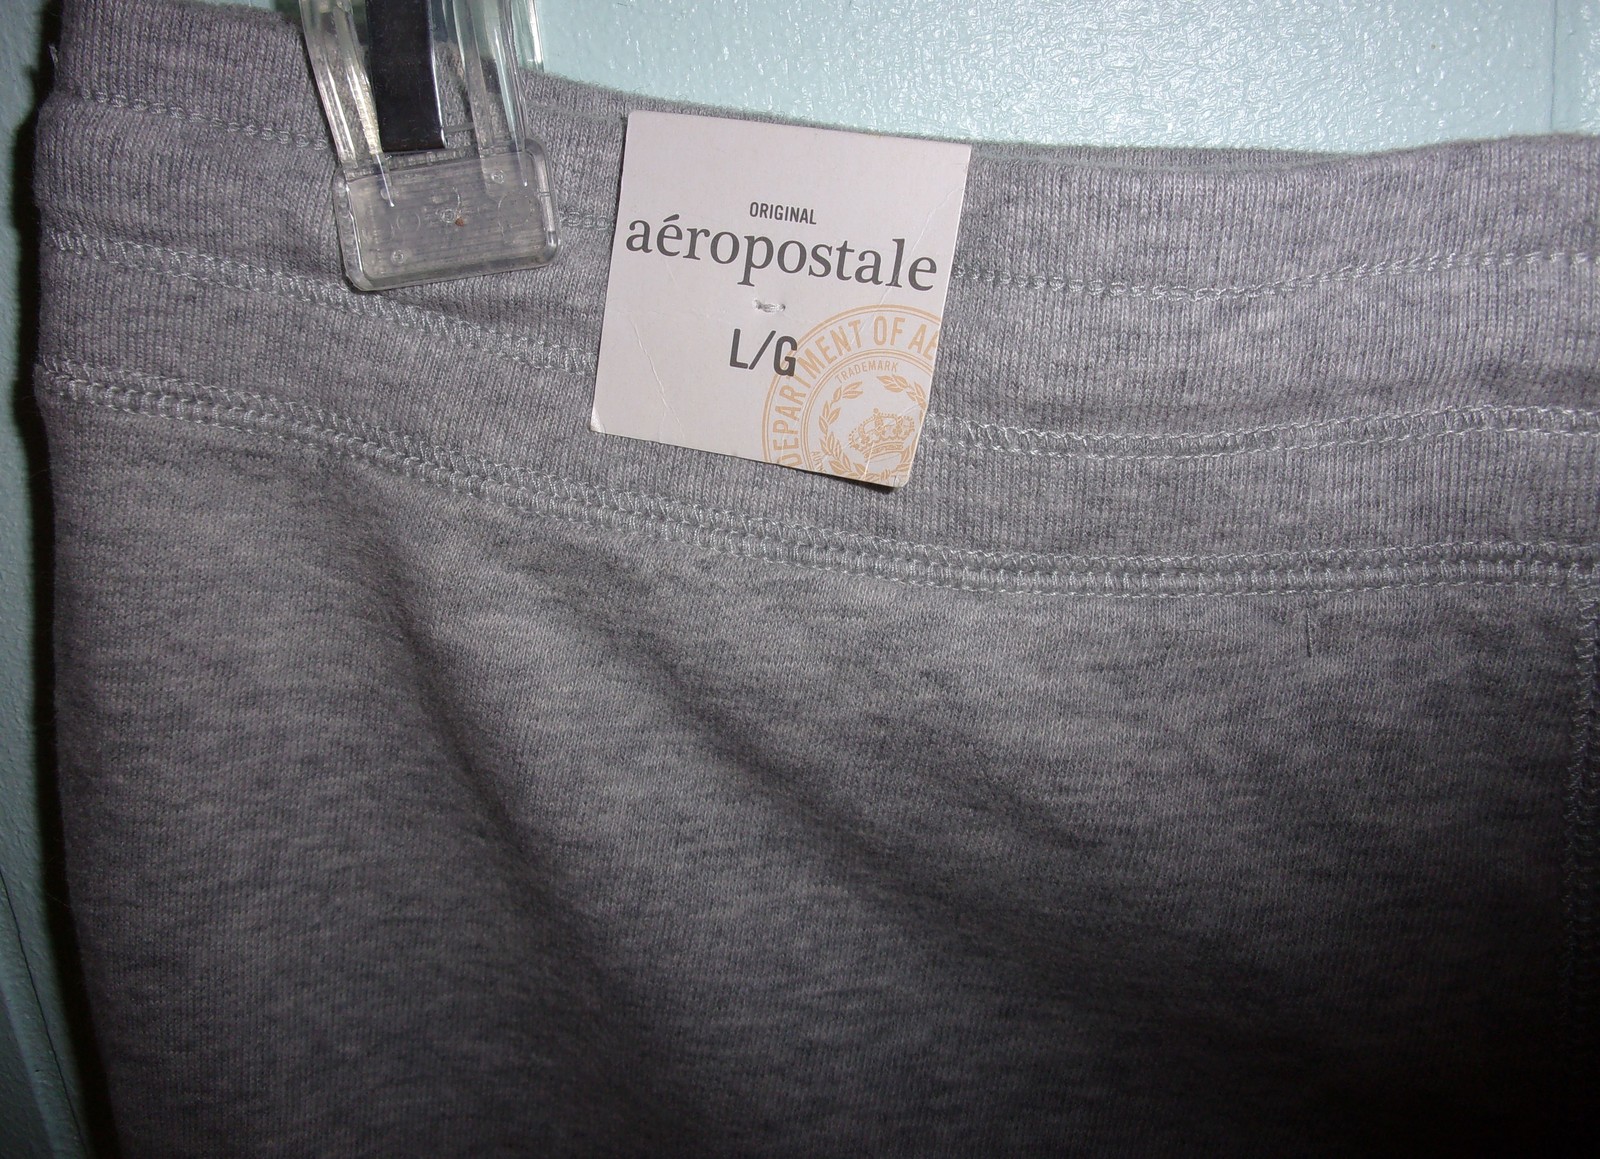 ORIGINAL
aéropostale
L/G
DEPARTMENT OF AE
TRADEMARK